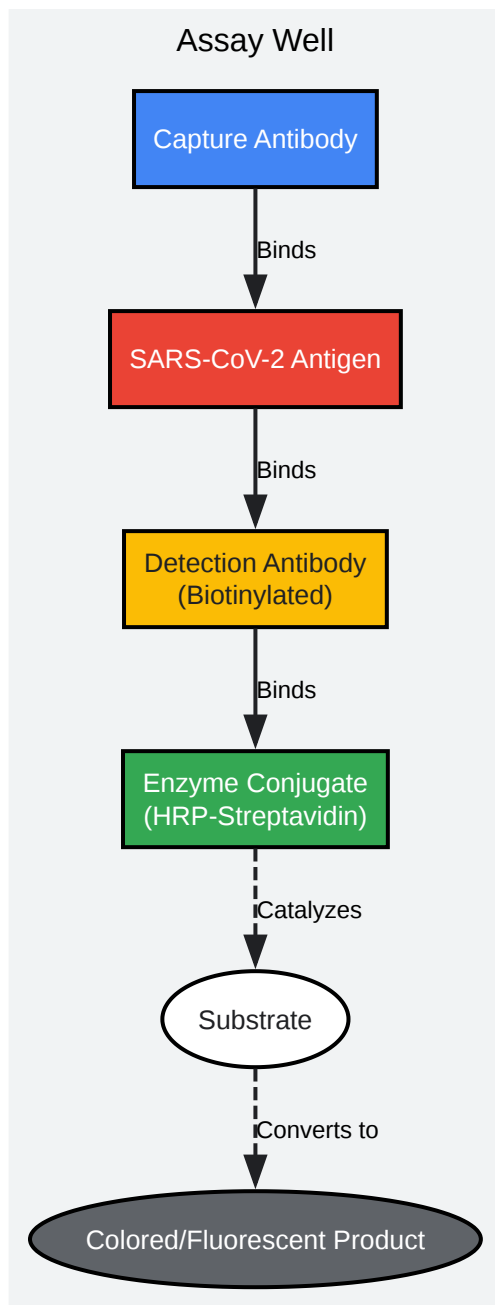 Assay Well
Capture Antibody
Binds
SARS-CoV-2 Antigen
Binds
Detection Antibody
(Biotinylated)
Binds
Enzyme Conjugate
(HRP-Streptavidin)
Catalyzes
Substrate
Converts to
Colored/Fluorescent Product